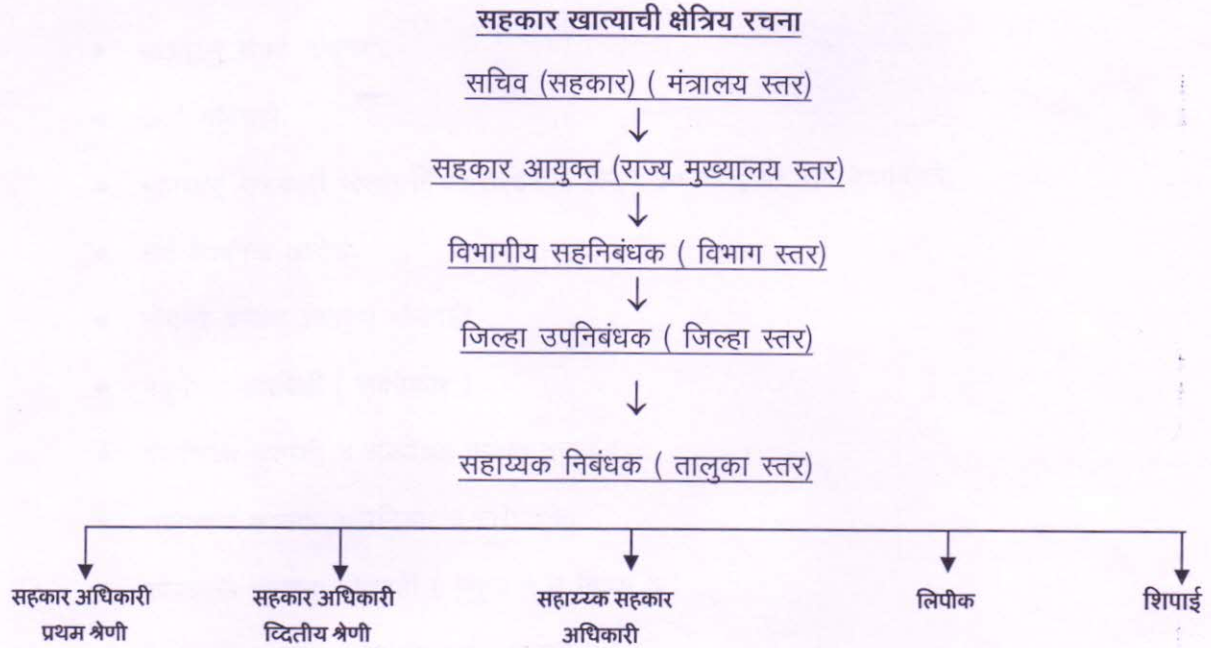 सहकार खात्याची क्षेत्रिय रचना
सचिव (सहकार) ( मंत्रालय स्तर)
सहकार आयुक्त (राज्य मुख्यालय स्तर)
विभागीय सहनिबंधक ( विभाग स्तर)
जिल्हा उपनिबंधक ( जिल्हा स्तर)
सहाय्यक निबंधक ( तालुका स्तर)
सहकार अधिकारी
प्रथम श्रेणी
सहकार अधिकारी
व्दितीय श्रेणी
सहाय्य्क सहकार
अधिकारी
लिपीक
शिपाई